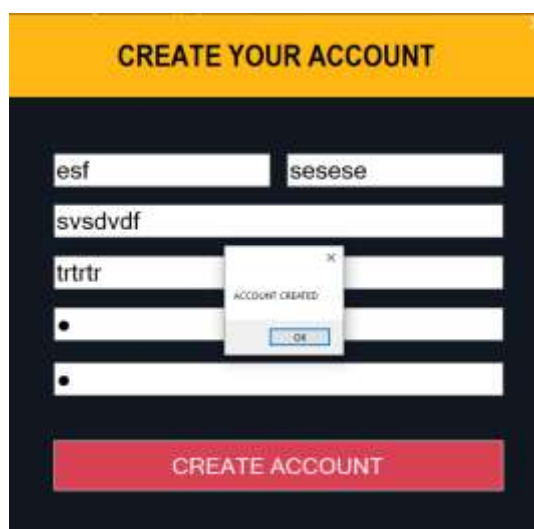 CREATE YOUR ACCOUNT
esf sesese
svsdvdf
trtrtr
ACCOUNT CREATED
OK
CREATE ACCOUNT